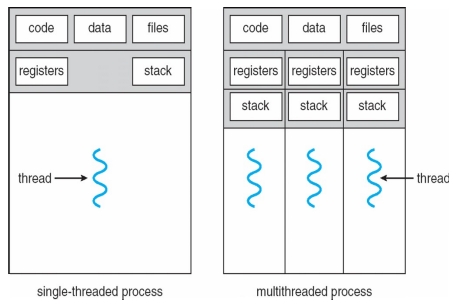 code data files
registers stack
thread
single-threaded process
code data files
registers registers registers
stack stack stack
thread
multithreaded process